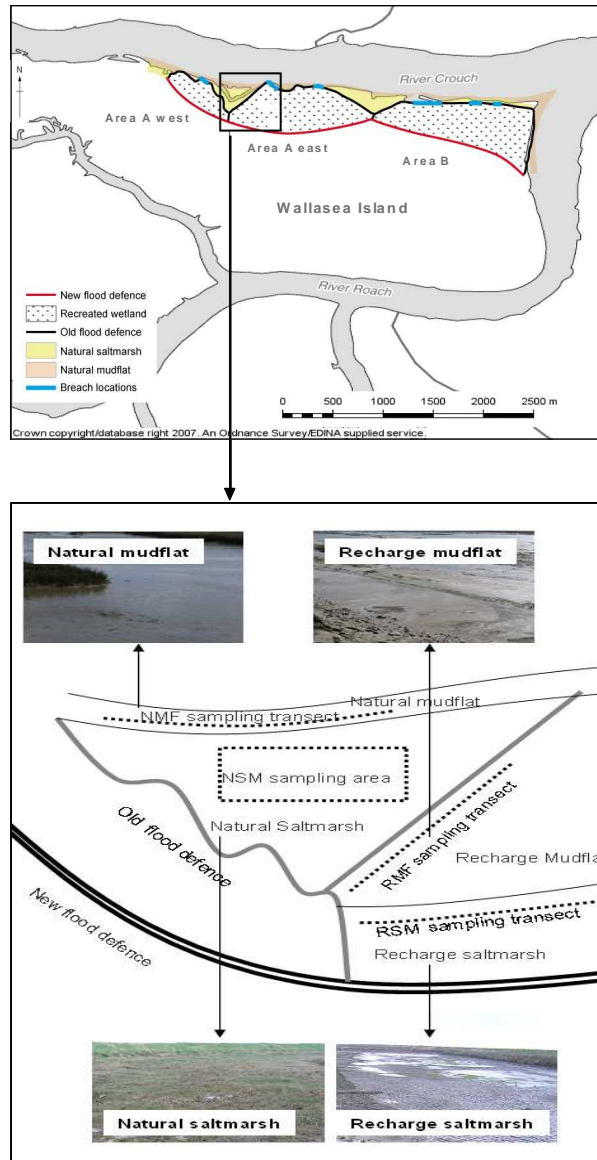 River Crouch
N
Area A west
Area A east
Area B
Wallasea Island
River Roach
New flood defence
Recreated wetland
Old flood defence
Natural saltmarsh
Natural mudflat
Breach locations
0 500 1000 1500 2000 2500 m
Crown copyright/database right 2007. An Ordnance Survey/EDINA supplied service.
Natural mudflat
Recharge mudflat
Natural mudflat
NMF sampling transect
NSM sampling area
Natural Saltmarsh
Old flood defence
New flood defence
RMF sampling transect
Recharge Mudfla
RSM sampling transect
Recharge saltmarsh
Natural saltmarsh
Recharge saltmarsh